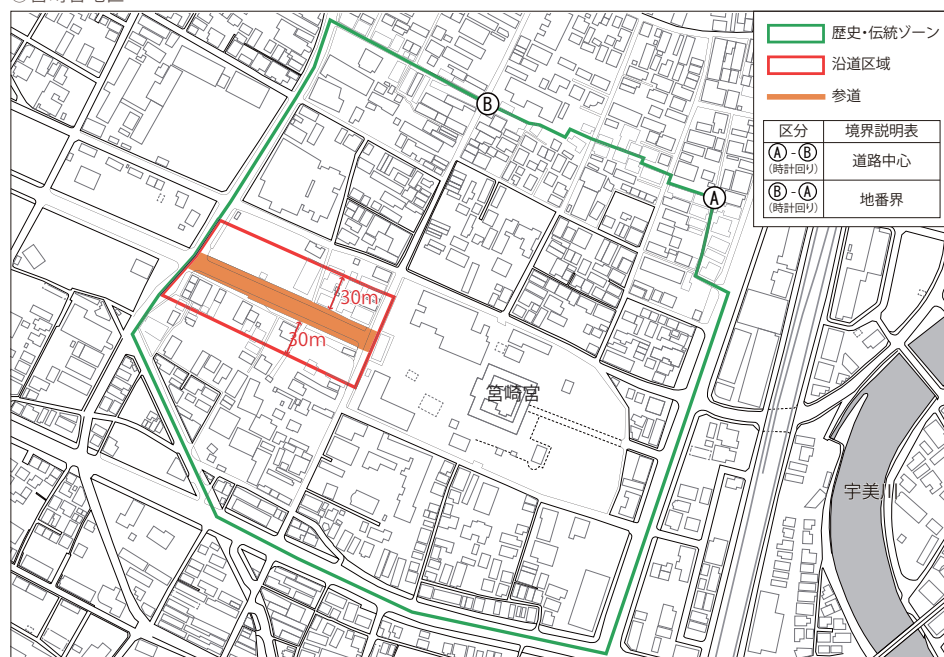 歴史・伝統ゾーン
沿道区域
参道
区分 境界説明表
Ⓐ-Ⓑ
(時計回り)
道路中心
Ⓑ-Ⓐ
(時計回り)
地番界
B
A
30m
30m
筥崎宮
宇美川